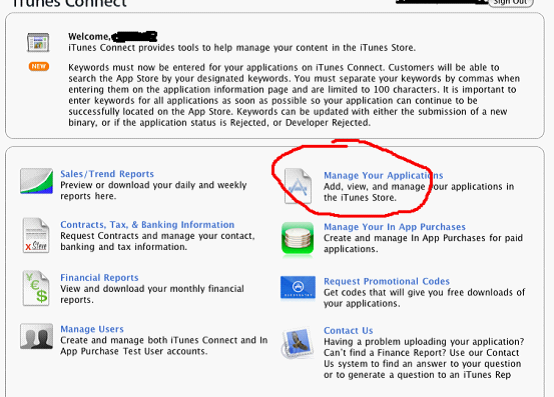 iTunes Connect
Sign Out
Welcome,
iTunes Connect provides tools to help manage your content in the iTunes Store.
NEW
Keywords must now be entered for your applications on iTunes Connect. Customers will be able to
search the App Store by your designated keywords. You must separate your keywords by commas when
entering them on the application information page and are limited to 100 characters. It is important to
enter keywords for all applications as soon as possible so your application can continue to be
successfully located on the App Store. Keywords can be updated with either the submission of a new
binary, or if the application status is Rejected, or Developer Rejected.
Sales/Trend Reports
Preview or download your daily and weekly
reports here.
Manage Your Applications
Add, view, and manage your applications in
the iTunes Store.
Contracts, Tax, & Banking Information
Request Contracts and manage your contact,
banking and tax information.
x Store
Manage Your In App Purchases
Create and manage In App Purchases for paid
applications.
Financial Reports
View and download your monthly financial
reports.
Request Promotional Codes
Get codes that will give you free downloads of
your applications.
Manage Users
Create and manage both iTunes Connect and In
App Purchase Test User accounts.
Contact Us
Having a problem uploading your application?
Can't find a Finance Report? Use our Contact
Us system to find an answer to your question
or to generate a question to an iTunes Rep